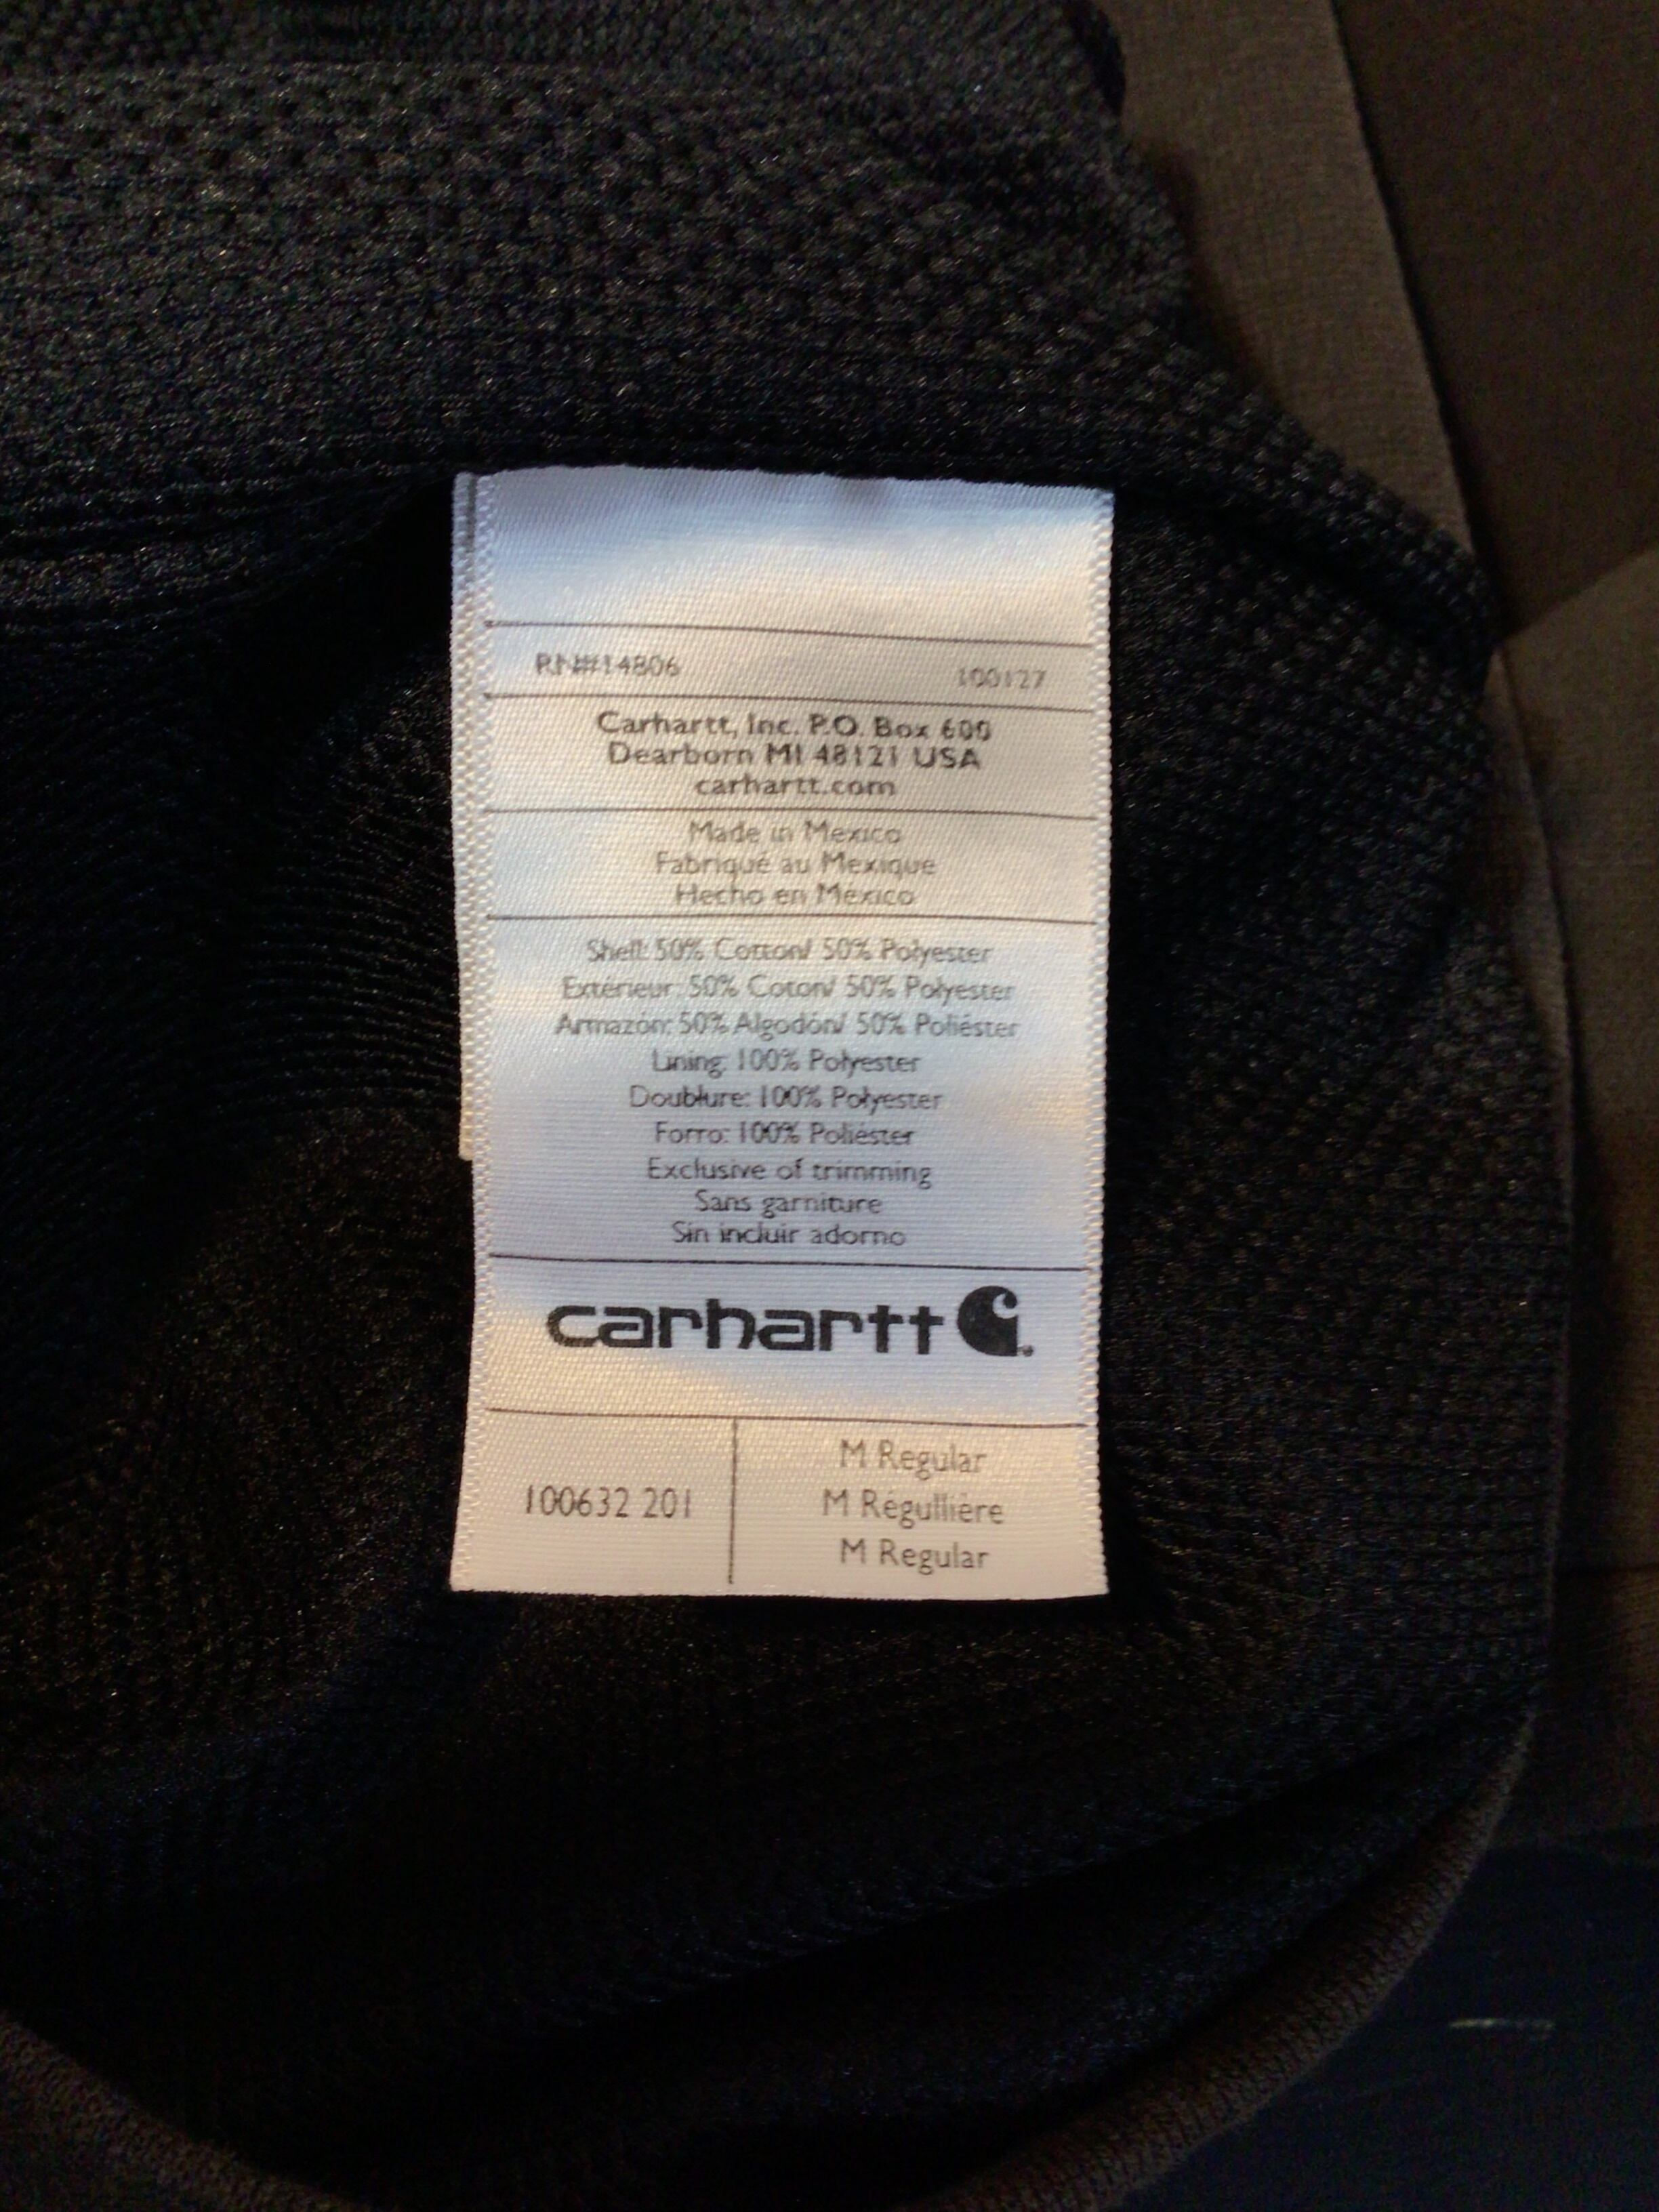 RN#14806 100127
Carhartt, Inc. P.O. Box 600
Dearborn MI 48121 USA
carhartt.com
Made in Mexico
Fabriqué au Mexique
Hecho en Mexico
Shell: 50% Cotton/ 50% Polyester
Extérieur: 50% Coton/ 50% Polyester
Armazón: 50% Algodón/ 50% Poliéster
Lining: 100% Polyester
Doublure: 100% Polyester
Forro: 100% Poliéster
Exclusive of trimming
Sans garniture
Sin incluir adorno
carhartt
100632 201
M Regular
M Régullière
M Regular